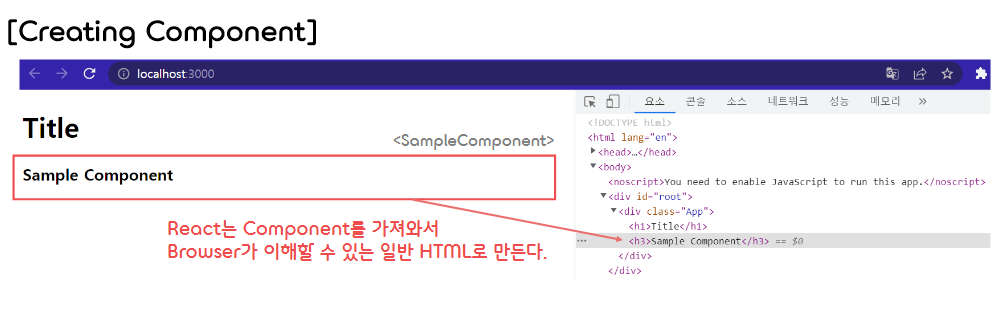 [Creating Component]
localhost:3000
Title
<SampleComponent>
Sample Component
React는 Component를 가져와서
Browser가 이해할 수 있는 일반 HTML로 만든다.
요소 콘솔 소스 네트워크 성능 메모리 »
<!DOCTYPE html>
<html lang="en">
<head>…</head>
<body>
<noscript>You need to enable JavaScript to run this app.</noscript>
<div id="root">
<div class="App">
<h1>Title</h1>
<h3>Sample Component</h3> == $0
</div>
</div>